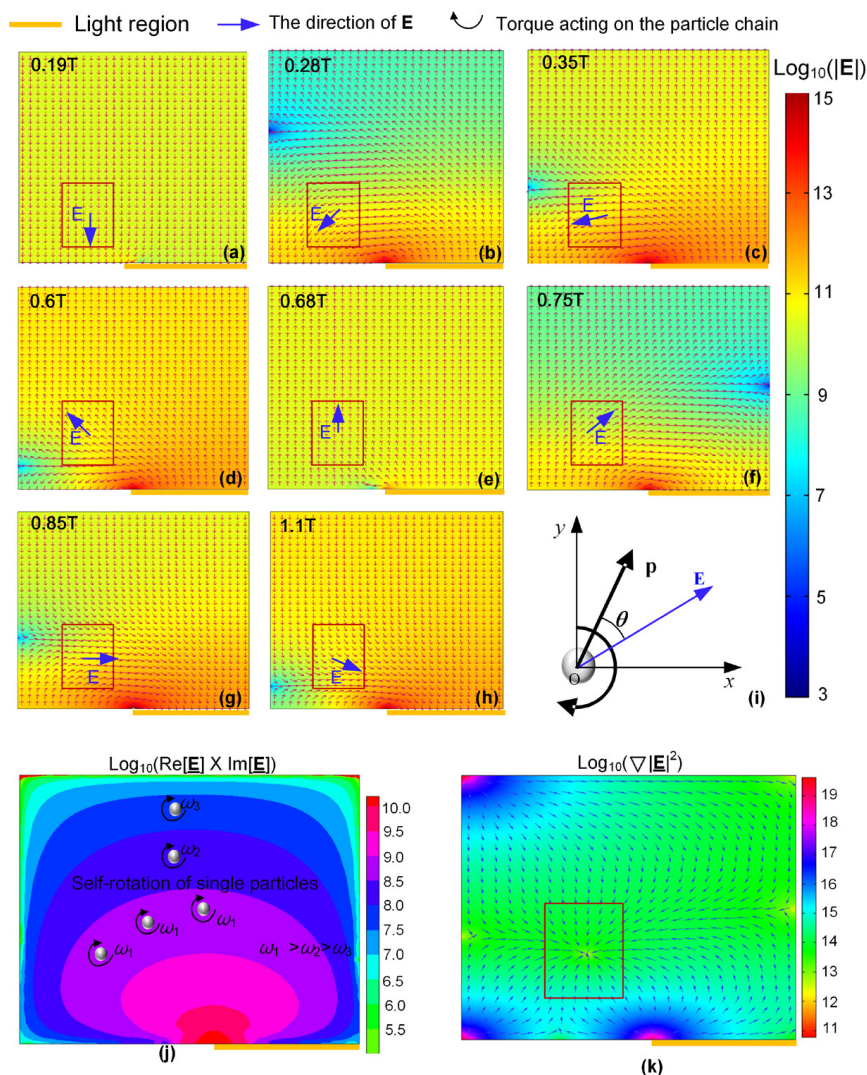 Light region The direction of E Torque acting on the particle chain
Log10(|E|)
0.19T
E
(a)
0.28T
E
(b)
0.35T
E
(c)
15
13
11
9
7
5
3
0.6T
E
(d)
0.68T
E
(e)
0.75T
E
(f)
0.85T
E
(g)
1.1T
E
(h)
y
p
E
θ
O
x
(i)
Log10(Re[E] X Im[E])
ω3
ω2
Self-rotation of single particles
ω1
ω1
ω1
ω1 >ω2>ω3
10.0
9.5
9.0
8.5
8.0
7.5
7.0
6.5
6.0
5.5
(j)
Log10(▽|E|²)
19
18
17
16
15
14
13
12
11
(k)